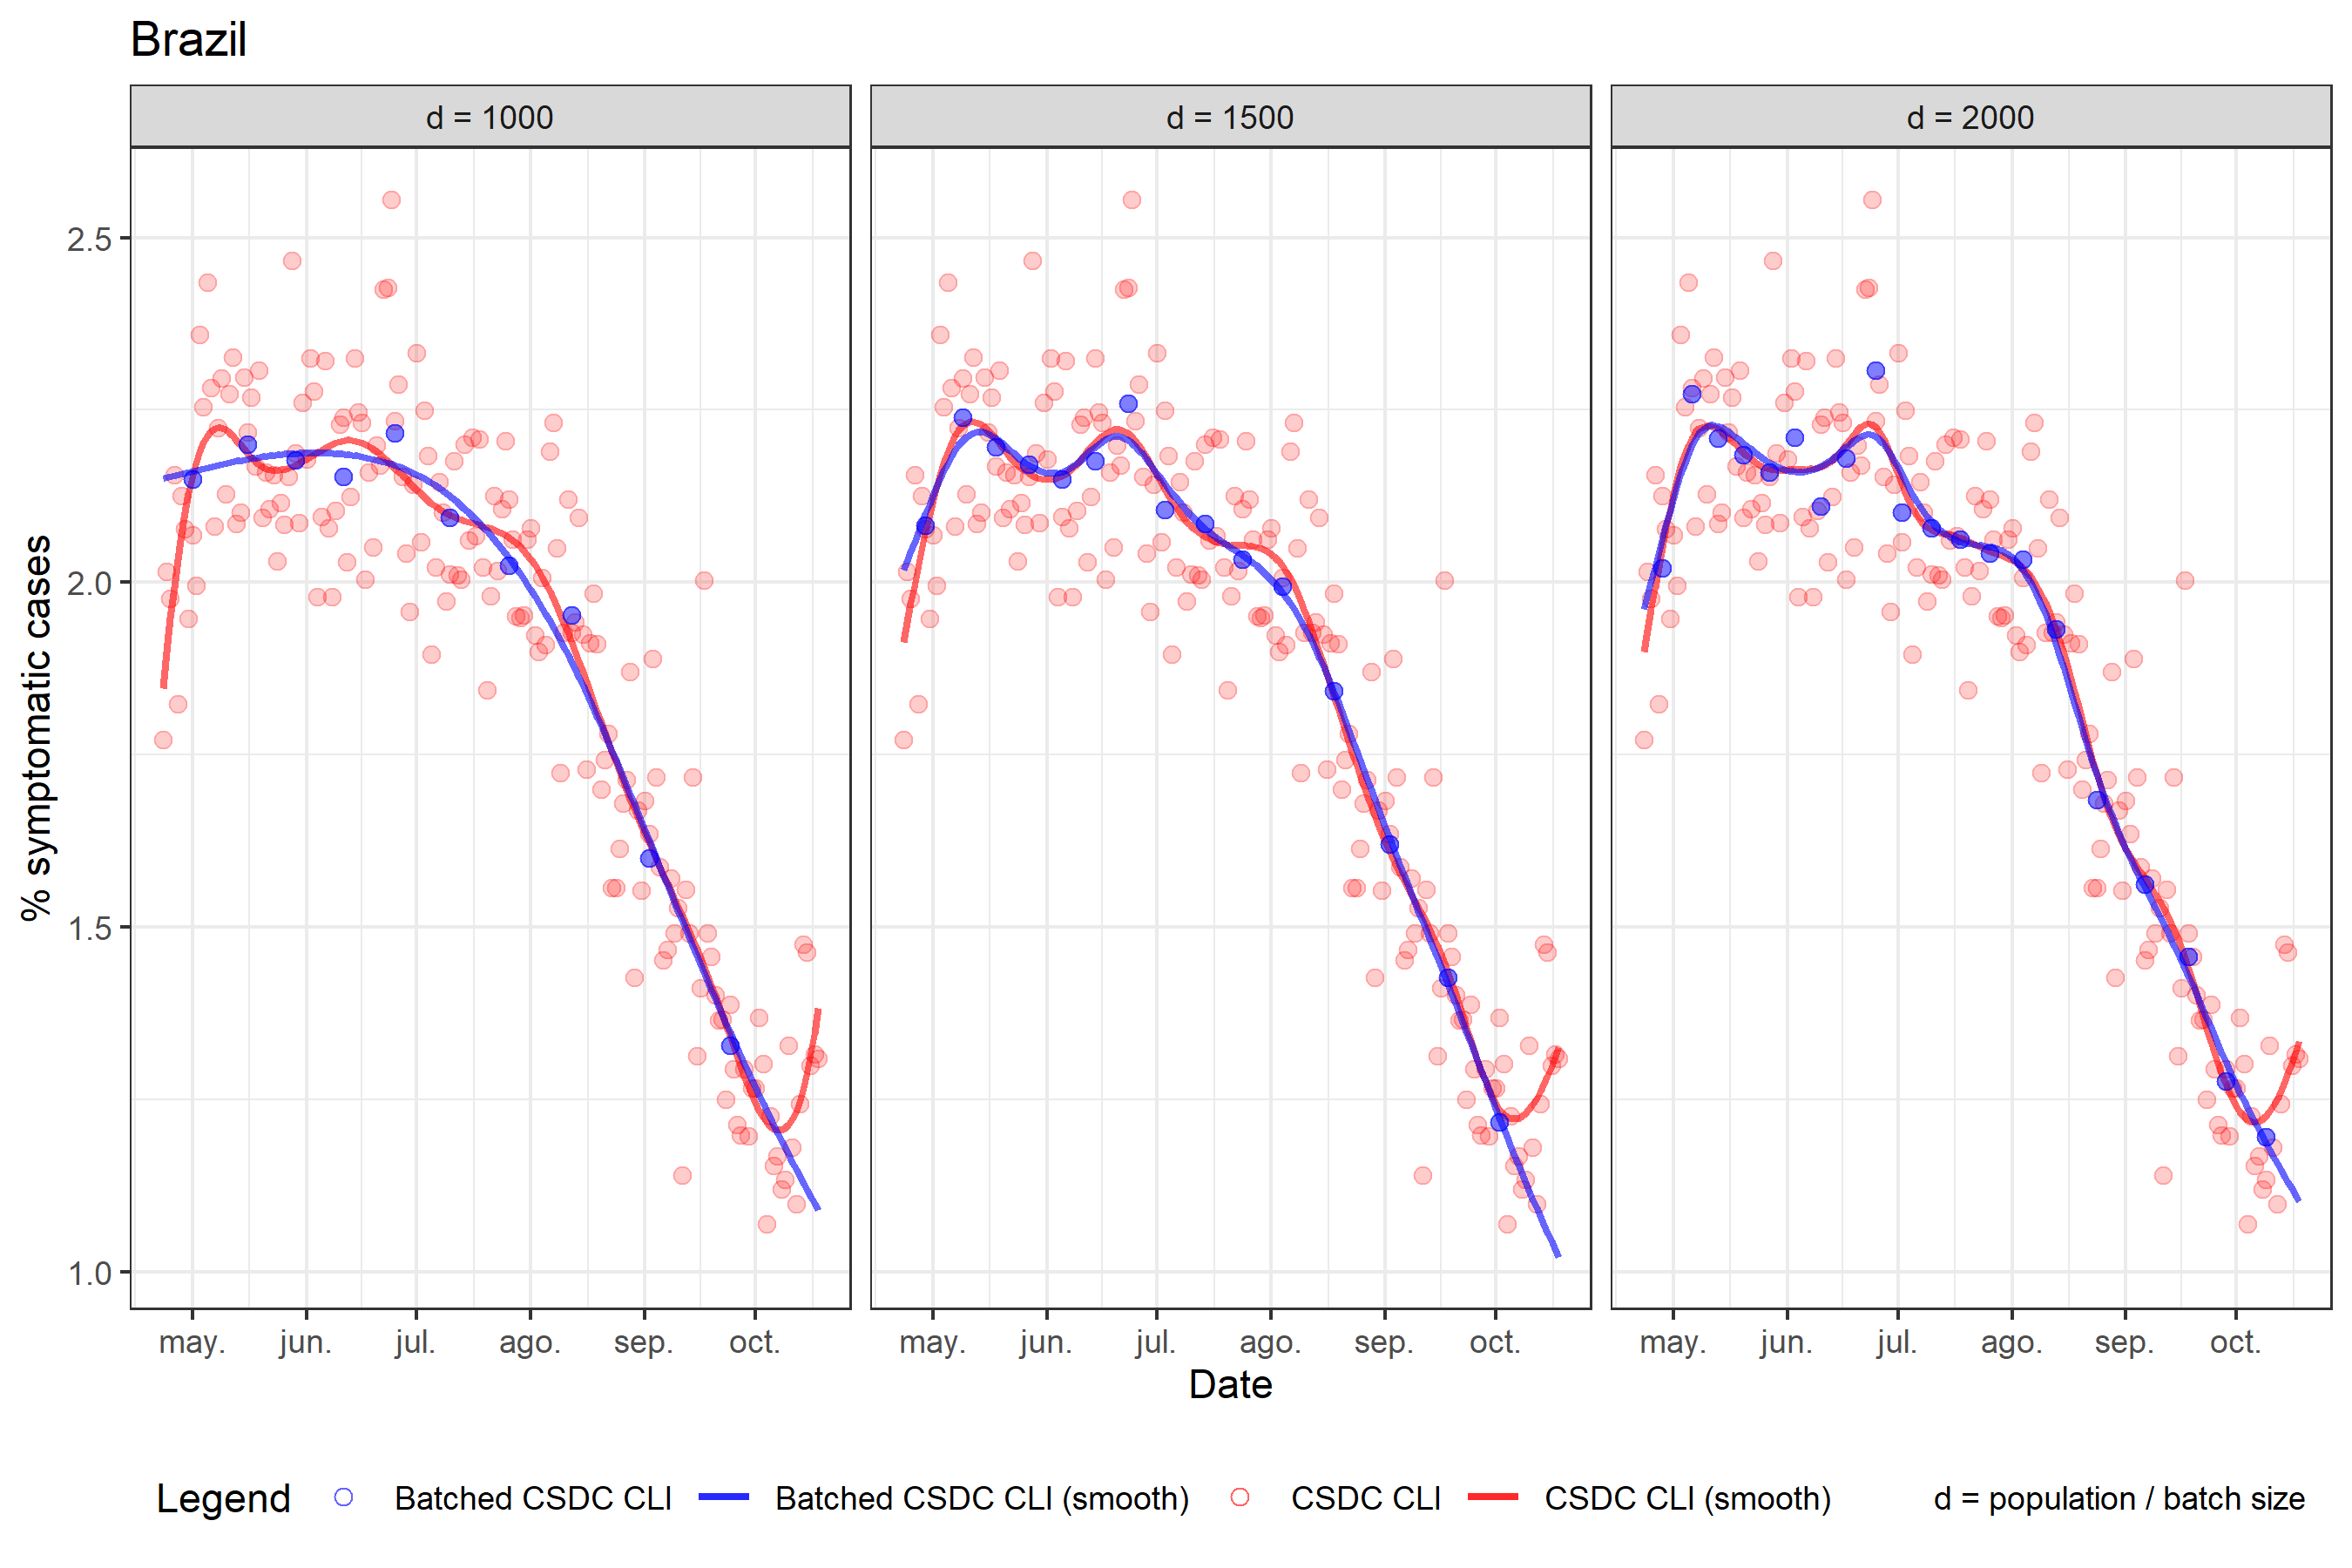 Brazil
d = 1000
d = 1500
d = 2000
% symptomatic cases
2.5
2.0
1.5
1.0
may. jun. jul. ago. sep. oct.
may. jun. jul. ago. sep. oct.
may. jun. jul. ago. sep. oct.
Date
Legend Batched CSDC CLI Batched CSDC CLI (smooth) CSDC CLI CSDC CLI (smooth) d = population / batch size